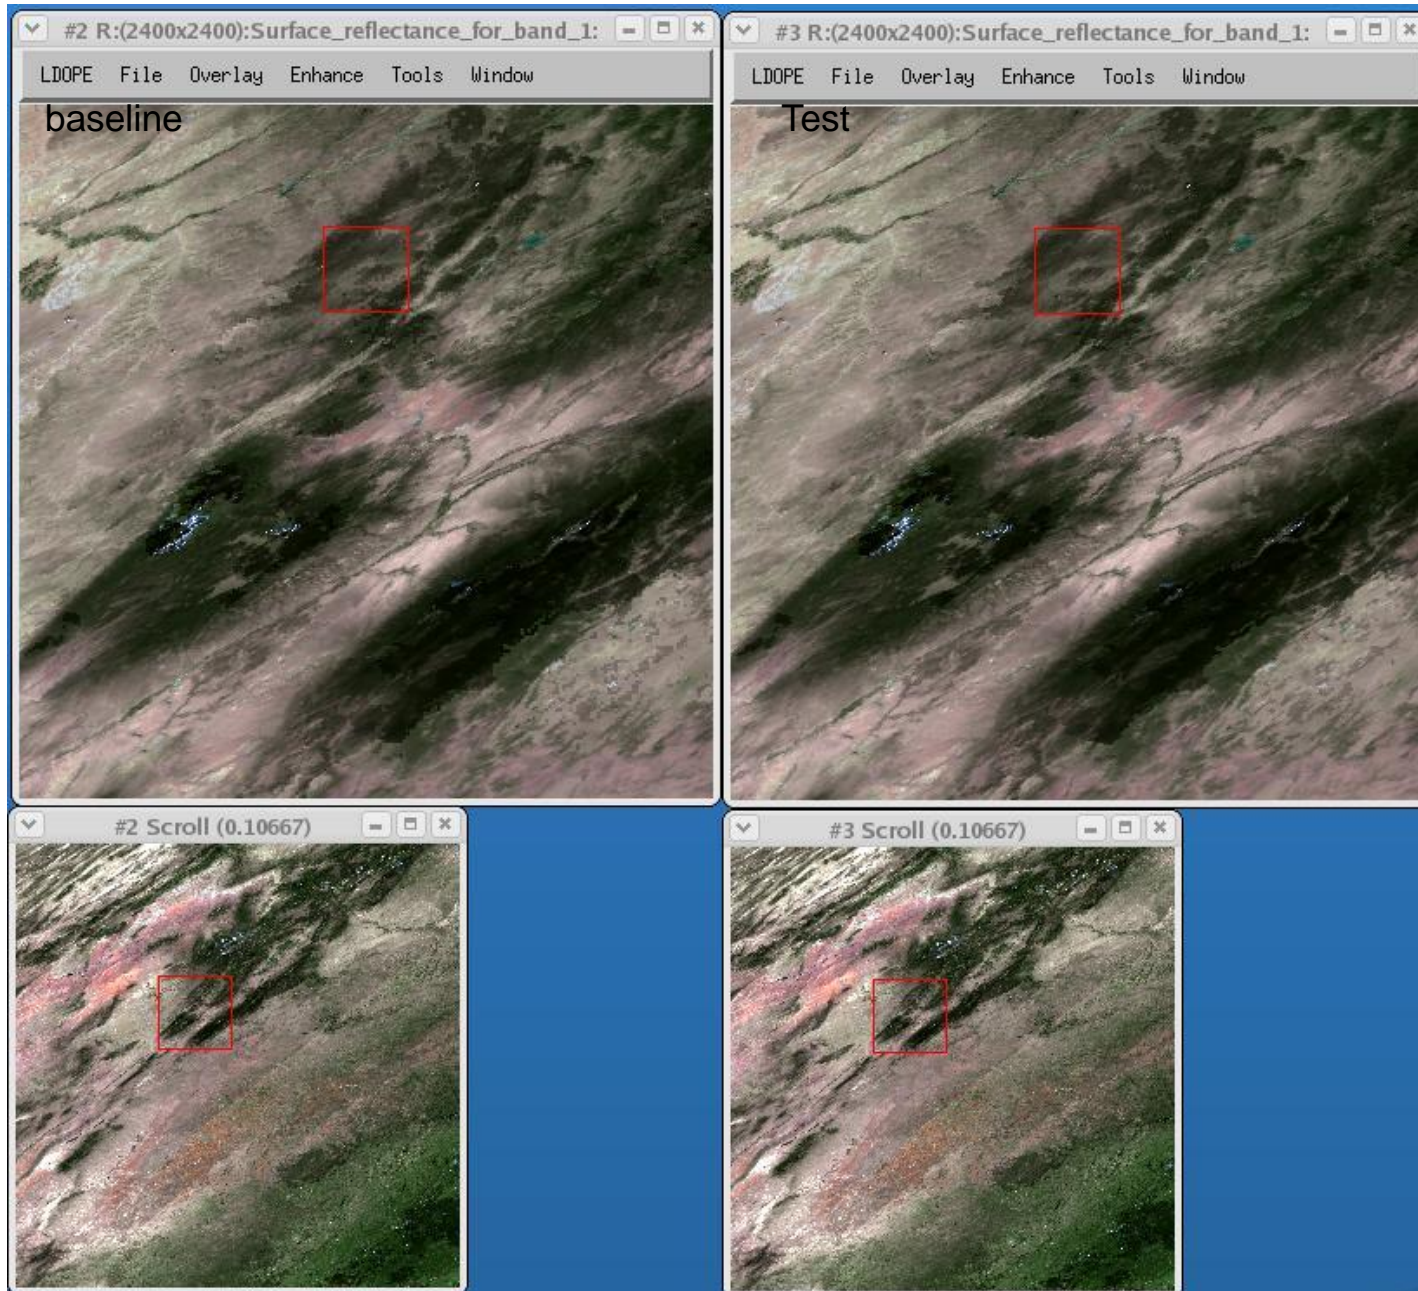 #2 R:(2400x2400):Surface_reflectance_for_band_1:
LDOPE File Overlay Enhance Tools Window
baseline
#3 R:(2400x2400):Surface_reflectance_for_band_1:
LDOPE File Overlay Enhance Tools Window
Test
#2 Scroll (0.10667)
#3 Scroll (0.10667)